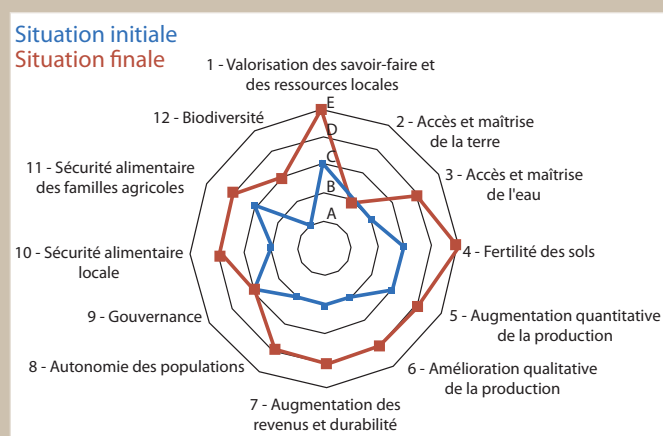 Situation initiale
Situation finale
1 - Valorisation des savoir-faire et
des ressources locales
2 - Accès et maîtrise
de la terre
3 - Accès et maîtrise
de l'eau
4 - Fertilité des sols
5 - Augmentation quantitative
de la production
6 - Amélioration qualitative
de la production
7 - Augmentation des
revenus et durabilité
8 - Autonomie des populations
9 - Gouvernance
10 - Sécurité alimentaire
locale
11 - Sécurité alimentaire
des familles agricoles
12 - Biodiversité
E
D
C
B
A